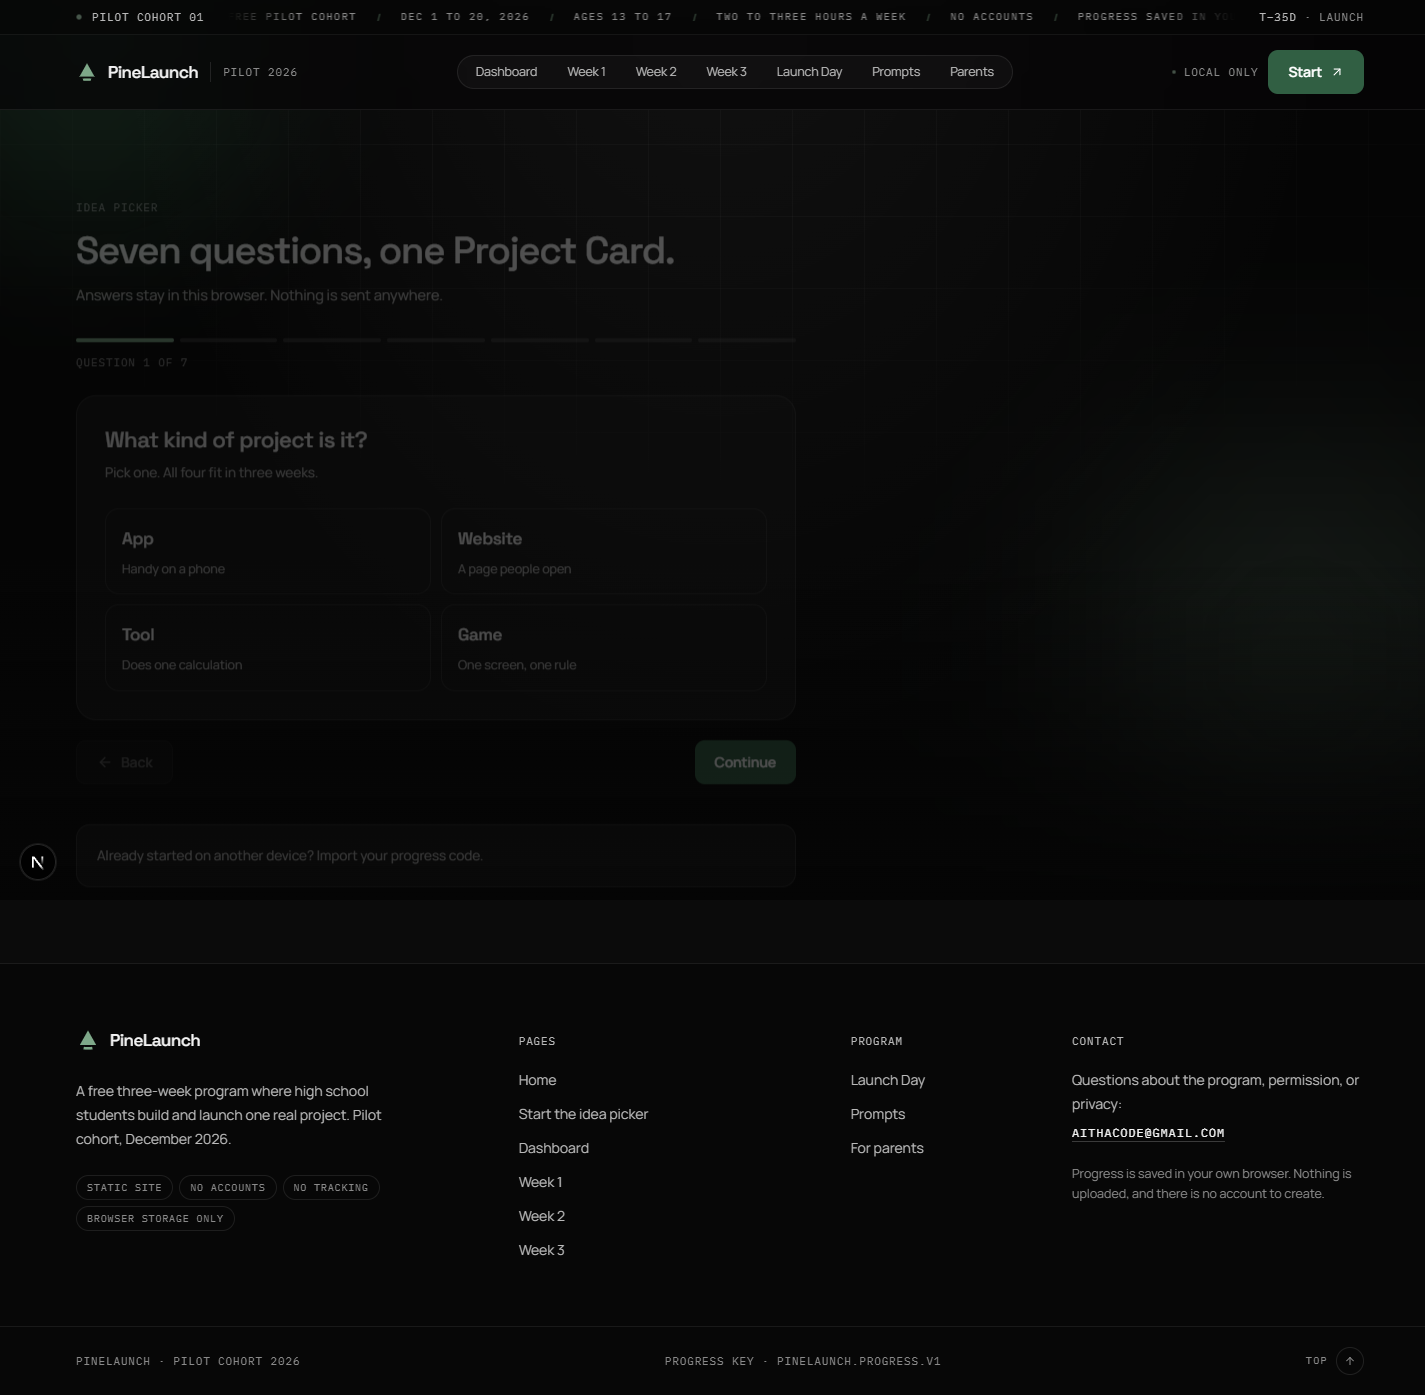 PILOT COHORT 01
REE PILOT COHORT / DEC 1 TO 20, 2026 / AGES 13 TO 17 / TWO TO THREE HOURS A WEEK / NO ACCOUNTS / PROGRESS SAVED IN YO
T−35D · LAUNCH
PineLaunch
PILOT 2026
Dashboard Week 1 Week 2 Week 3 Launch Day Prompts Parents
LOCAL ONLY
Start
IDEA PICKER
Seven questions, one Project Card.
Answers stay in this browser. Nothing is sent anywhere.
QUESTION 1 OF 7
What kind of project is it?
Pick one. All four fit in three weeks.
App
Handy on a phone
Website
A page people open
Tool
Does one calculation
Game
One screen, one rule
Back
Continue
Already started on another device? Import your progress code.
N
PineLaunch
A free three-week program where high school
students build and launch one real project. Pilot
cohort, December 2026.
STATIC SITE
NO ACCOUNTS
NO TRACKING
BROWSER STORAGE ONLY
PAGES
Home
Start the idea picker
Dashboard
Week 1
Week 2
Week 3
PROGRAM
Launch Day
Prompts
For parents
CONTACT
Questions about the program, permission, or
privacy:
AITHACODE@GMAIL.COM
Progress is saved in your own browser. Nothing is
uploaded, and there is no account to create.
PINELAUNCH · PILOT COHORT 2026
PROGRESS KEY · PINELAUNCH.PROGRESS.V1
TOP